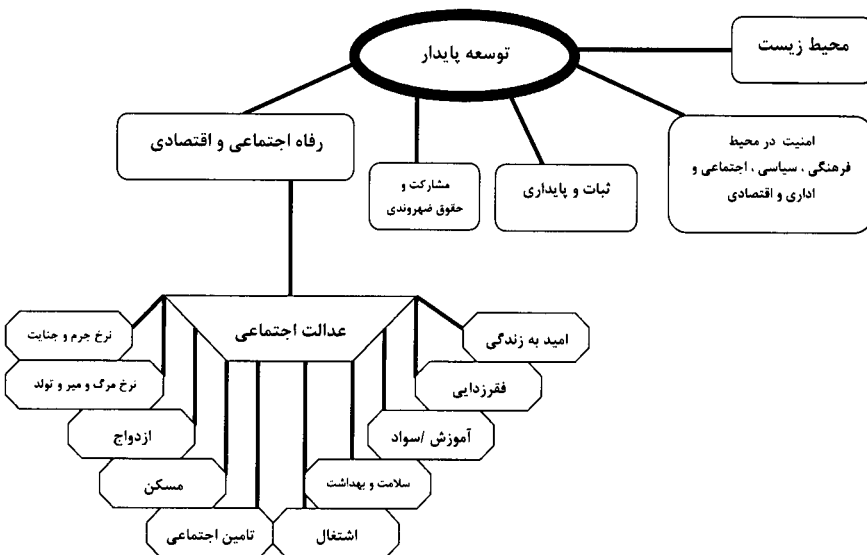 توسعه پایدار
محیط زیست
رفاه اجتماعی و اقتصادی
مشارکت و
حقوق ضهروندی
ثبات و پایداری
امنیت در محیط
فرهنگی ، سیاسی ، اجتماعی و
اداری و اقتصادی
عدالت اجتماعی
امید به زندگی
فقرزدایی
آموزش /سواد
سلامت و بهداشت
اشتغال
تامین اجتماعی
مسکن
ازدواج
نرخ مرگ و میر و تولد
نرخ جرم و جنایت